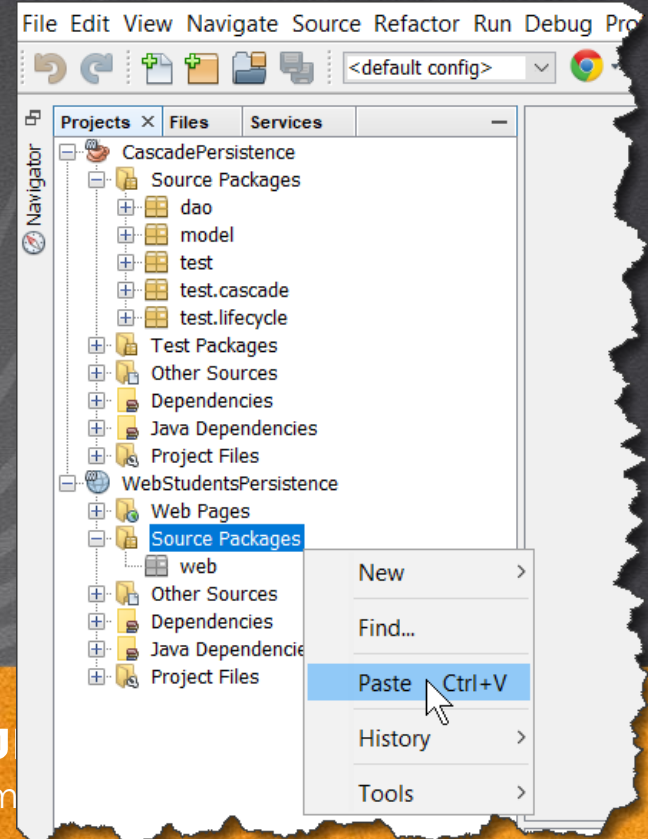 File Edit View Navigate Source Refactor Run Debug
<default config>
Projects × Files Services
Navigator
CascadePersistence
Source Packages
dao
model
test
test.cascade
test.lifecycle
Test Packages
Other Sources
Dependencies
Java Dependencies
Project Files
WebStudentsPersistence
Web Pages
Source Packages
web
Other Sources
Dependencies
Java Dependencie
Project Files
New
Find...
Paste Ctrl+V
History
Tools